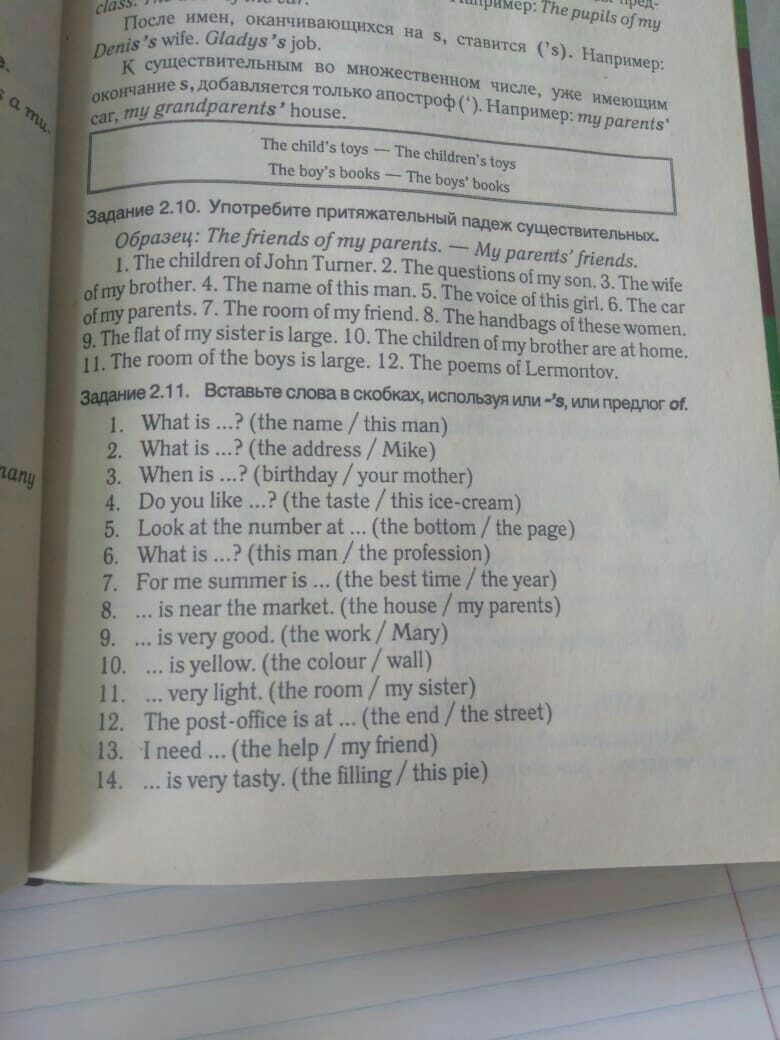 class.
Например: The pupils of my
После имен, оканчивающихся на s, ставится ('s). Например:
Denis's wife. Gladys's job.
К существительным во множественном числе, уже имеющим
окончание s, добавляется только апостроф ('). Например: my parents'
car, my grandparents' house.
The child's toys — The children's toys
The boy's books — The boys' books
Задание 2.10. Употребите притяжательный падеж существительных.
Образец: The friends of my parents. — My parents' friends.
1. The children of John Turner. 2. The questions of my son. 3. The wife
of my brother. 4. The name of this man. 5. The voice of this girl. 6. The car
of my parents. 7. The room of my friend. 8. The handbags of these women.
9. The flat of my sister is large. 10. The children of my brother are at home.
11. The room of the boys is large. 12. The poems of Lermontov.
Задание 2.11. Вставьте слова в скобках, используя или -'s, или предлог of.
1. What is ...? (the name / this man)
2. What is ...? (the address / Mike)
3. When is ...? (birthday / your mother)
4. Do you like ...? (the taste / this ice-cream)
5. Look at the number at ... (the bottom / the page)
6. What is ...? (this man / the profession)
7. For me summer is ... (the best time / the year)
8. ... is near the market. (the house / my parents)
9. ... is very good. (the work / Mary)
10. ... is yellow. (the colour / wall)
11. ... very light. (the room / my sister)
12. The post-office is at ... (the end / the street)
13. I need ... (the help / my friend)
14. ... is very tasty. (the filling / this pie)